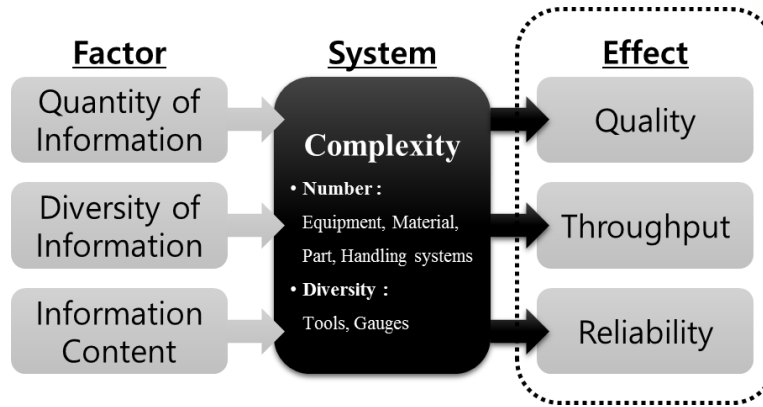 Factor
System
Effect
Quantity of
Information
Diversity of
Information
Information
Content
Complexity
• Number :
Equipment, Material,
Part, Handling systems
• Diversity :
Tools, Gauges
Quality
Throughput
Reliability